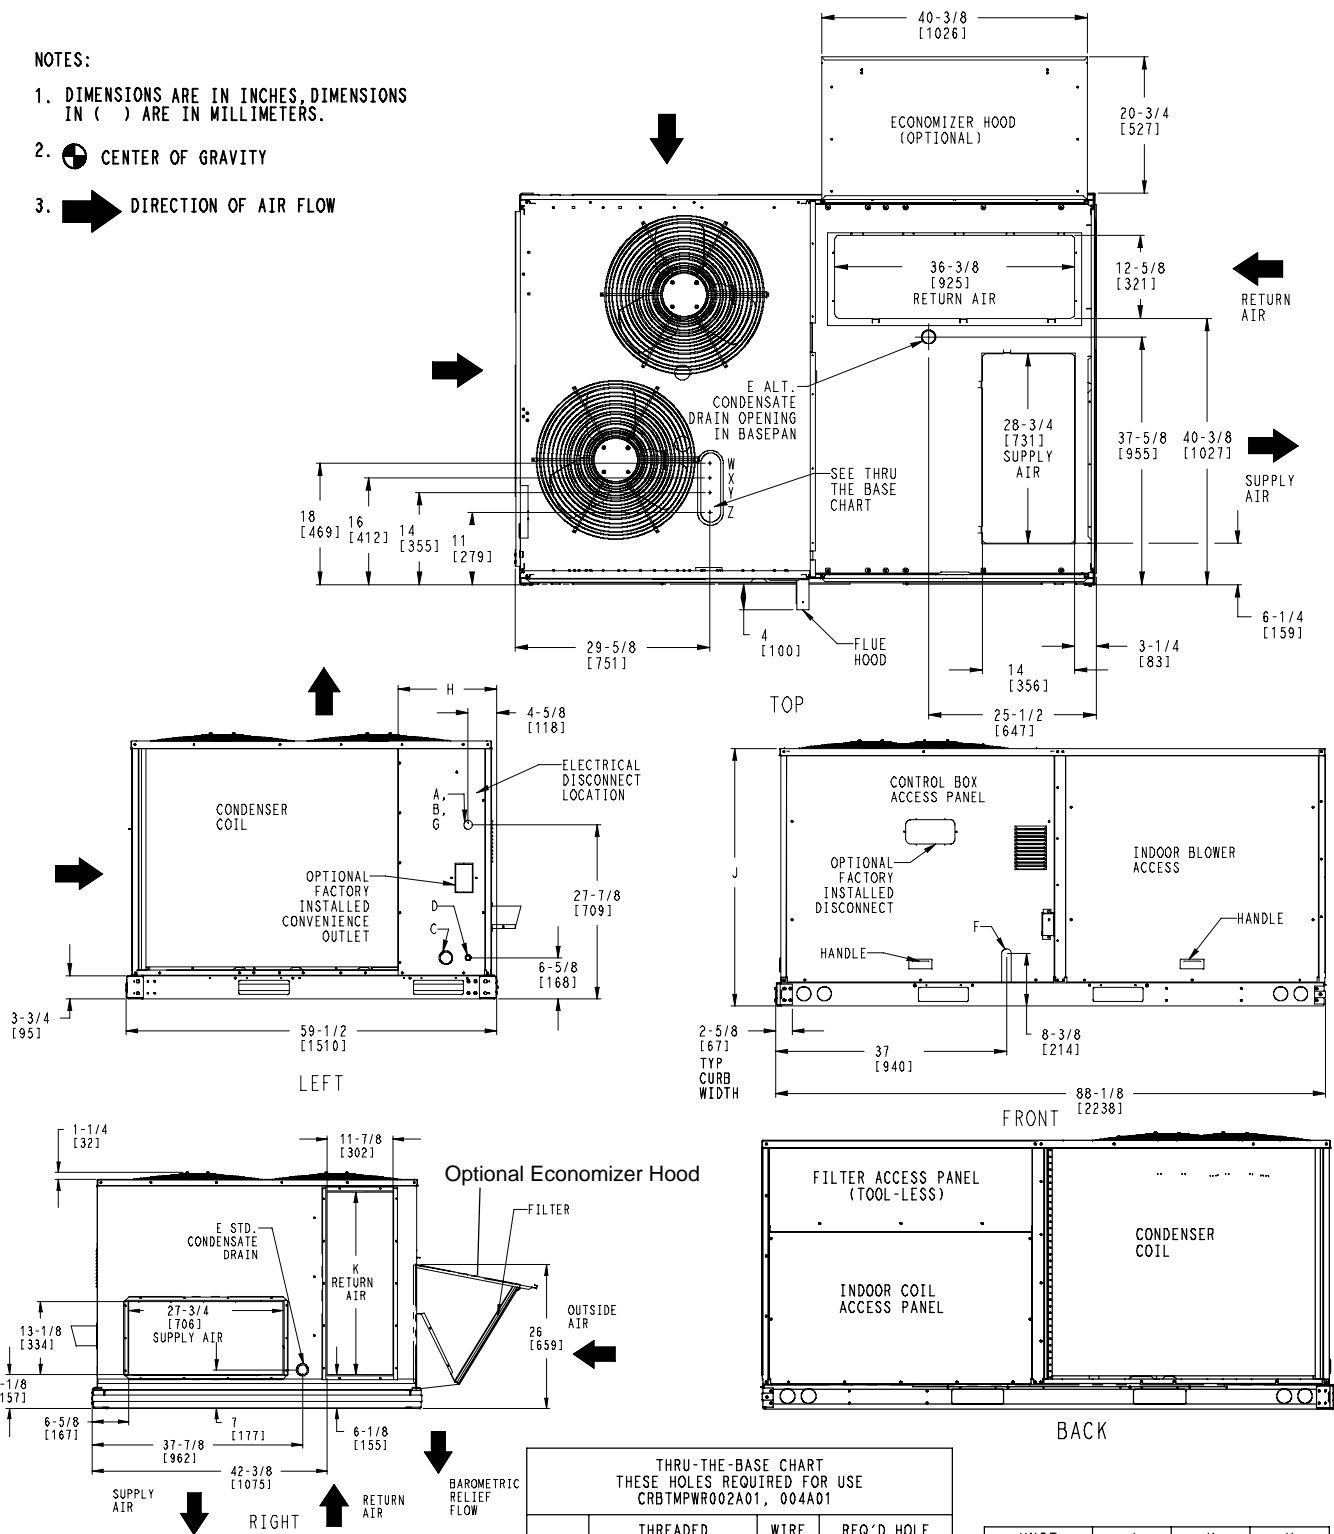 NOTES:
1. DIMENSIONS ARE IN INCHES, DIMENSIONS
IN ( ) ARE IN MILLIMETERS.
2. CENTER OF GRAVITY
3. DIRECTION OF AIR FLOW
40-3/8
[1026]
ECONOMIZER HOOD
(OPTIONAL)
20-3/4
[527]
36-3/8
[925]
RETURN AIR
12-5/8
[321]
RETURN
AIR
E ALT.
CONDENSATE
DRAIN OPENING
IN BASEPAN
28-3/4
[731]
SUPPLY
AIR
37-5/8
[955]
40-3/8
[1027]
SUPPLY
AIR
W
X
Y
Z
SEE THRU
THE BASE
CHART
18
[469]
16
[412]
14
[355]
11
[279]
6-1/4
[159]
29-5/8
[751]
4
[100]
FLUE
HOOD
14
[356]
3-1/4
[83]
25-1/2
[647]
TOP
H
4-5/8
[118]
ELECTRICAL
DISCONNECT
LOCATION
A,
B,
G
CONDENSER
COIL
OPTIONAL
FACTORY
INSTALLED
CONVENIENCE
OUTLET
D
C
27-7/8
[709]
6-5/8
[168]
3-3/4
[95]
59-1/2
[1510]
LEFT
CONTROL BOX
ACCESS PANEL
J
OPTIONAL
FACTORY
INSTALLED
DISCONNECT
INDOOR BLOWER
ACCESS
F
HANDLE
HANDLE
2-5/8
[67]
TYP
CURB
WIDTH
37
[940]
8-3/8
[214]
88-1/8
[2238]
FRONT
1-1/4
[32]
11-7/8
[302]
Optional Economizer Hood
FILTER
E STD.
CONDENSATE
DRAIN
K
RETURN
AIR
27-3/4
[706]
SUPPLY AIR
13-1/8
[334]
26
[659]
OUTSIDE
AIR
-1/8
157]
6-5/8
[167]
7
[177]
6-1/8
[155]
37-7/8
[962]
42-3/8
[1075]
SUPPLY
AIR
RETURN
AIR
BAROMETRIC
RELIEF
FLOW
RIGHT
FILTER ACCESS PANEL
(TOOL-LESS)
INDOOR COIL
ACCESS PANEL
CONDENSER
COIL
BACK
THRU-THE-BASE CHART
THESE HOLES REQUIRED FOR USE
CRBTMPWR002A01, 004A01
THREADED WIRE REQ'D HOLE